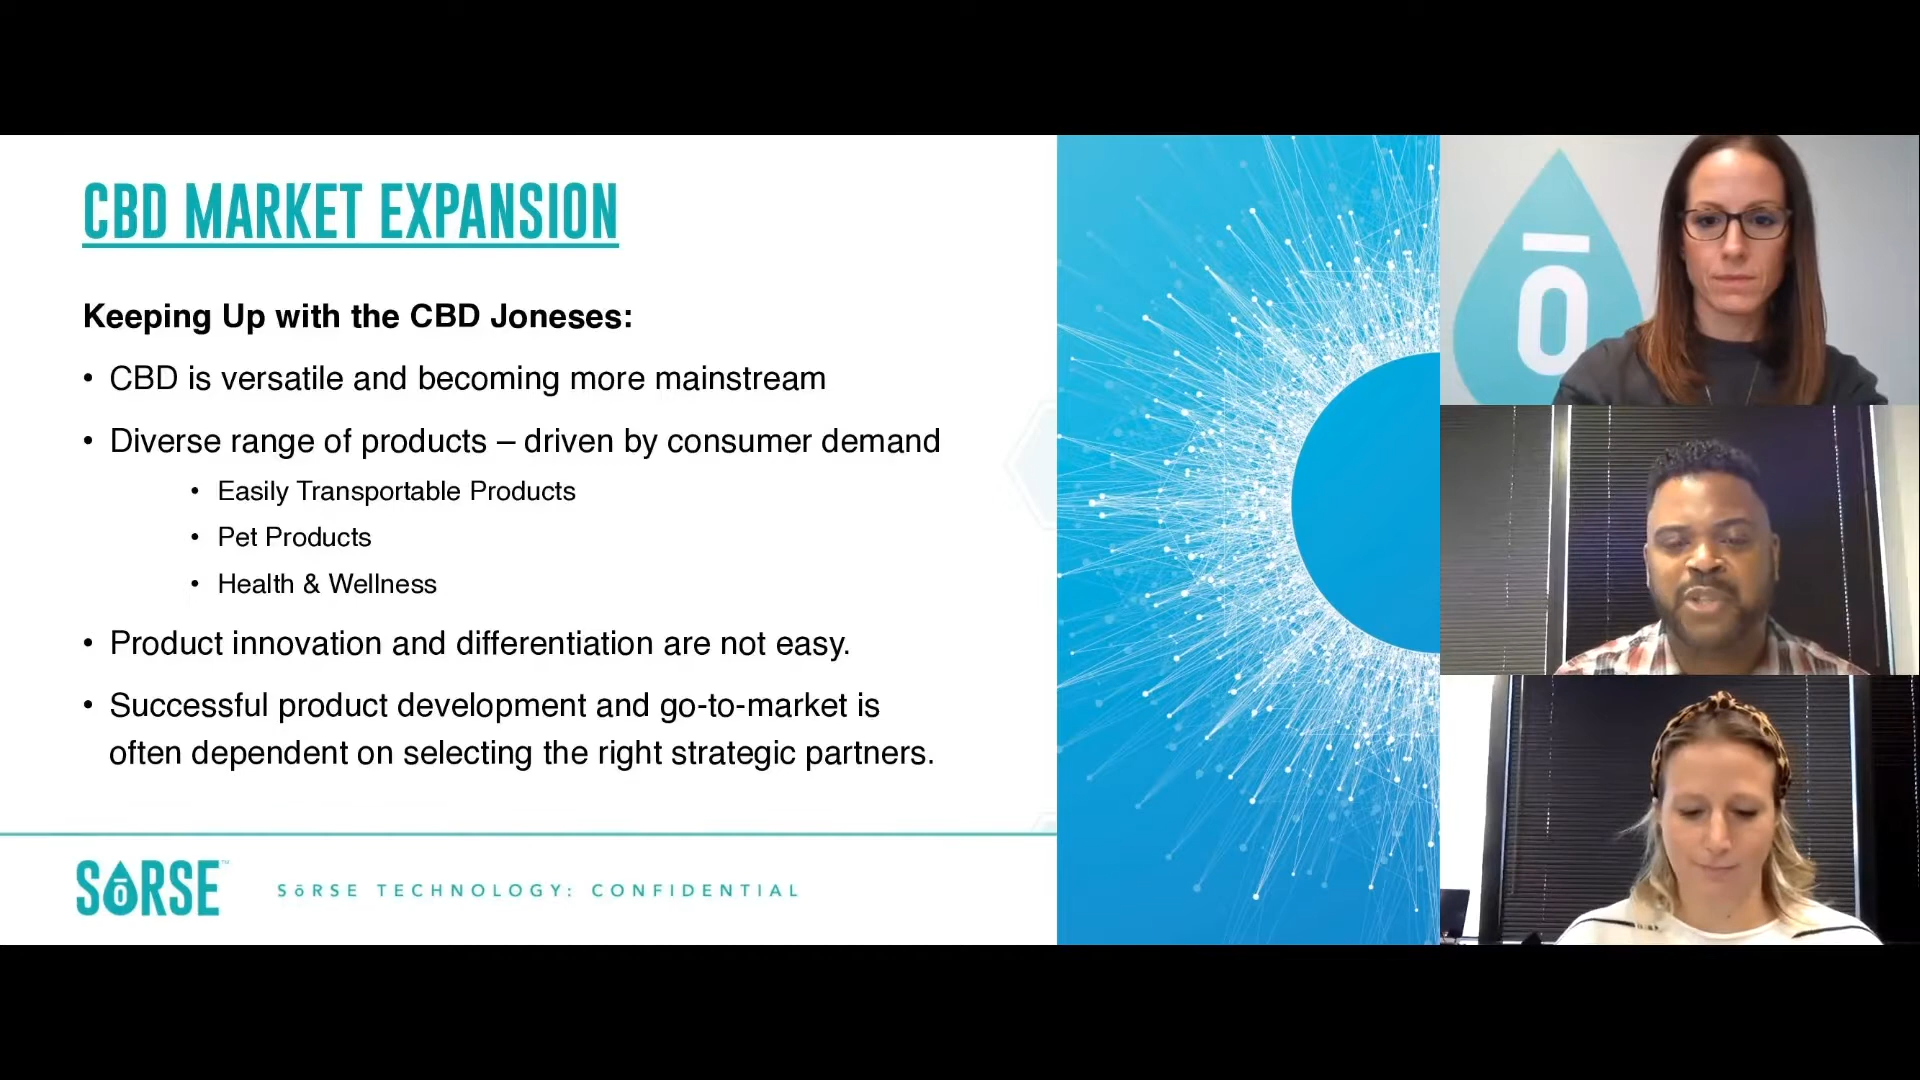 CBD MARKET EXPANSION
Keeping Up with the CBD Joneses:
• CBD is versatile and becoming more mainstream
• Diverse range of products – driven by consumer demand
• Easily Transportable Products
• Pet Products
• Health & Wellness
• Product innovation and differentiation are not easy.
• Successful product development and go-to-market is
often dependent on selecting the right strategic partners.
SōRSE™
SōRSE TECHNOLOGY: CONFIDENTIAL
ō